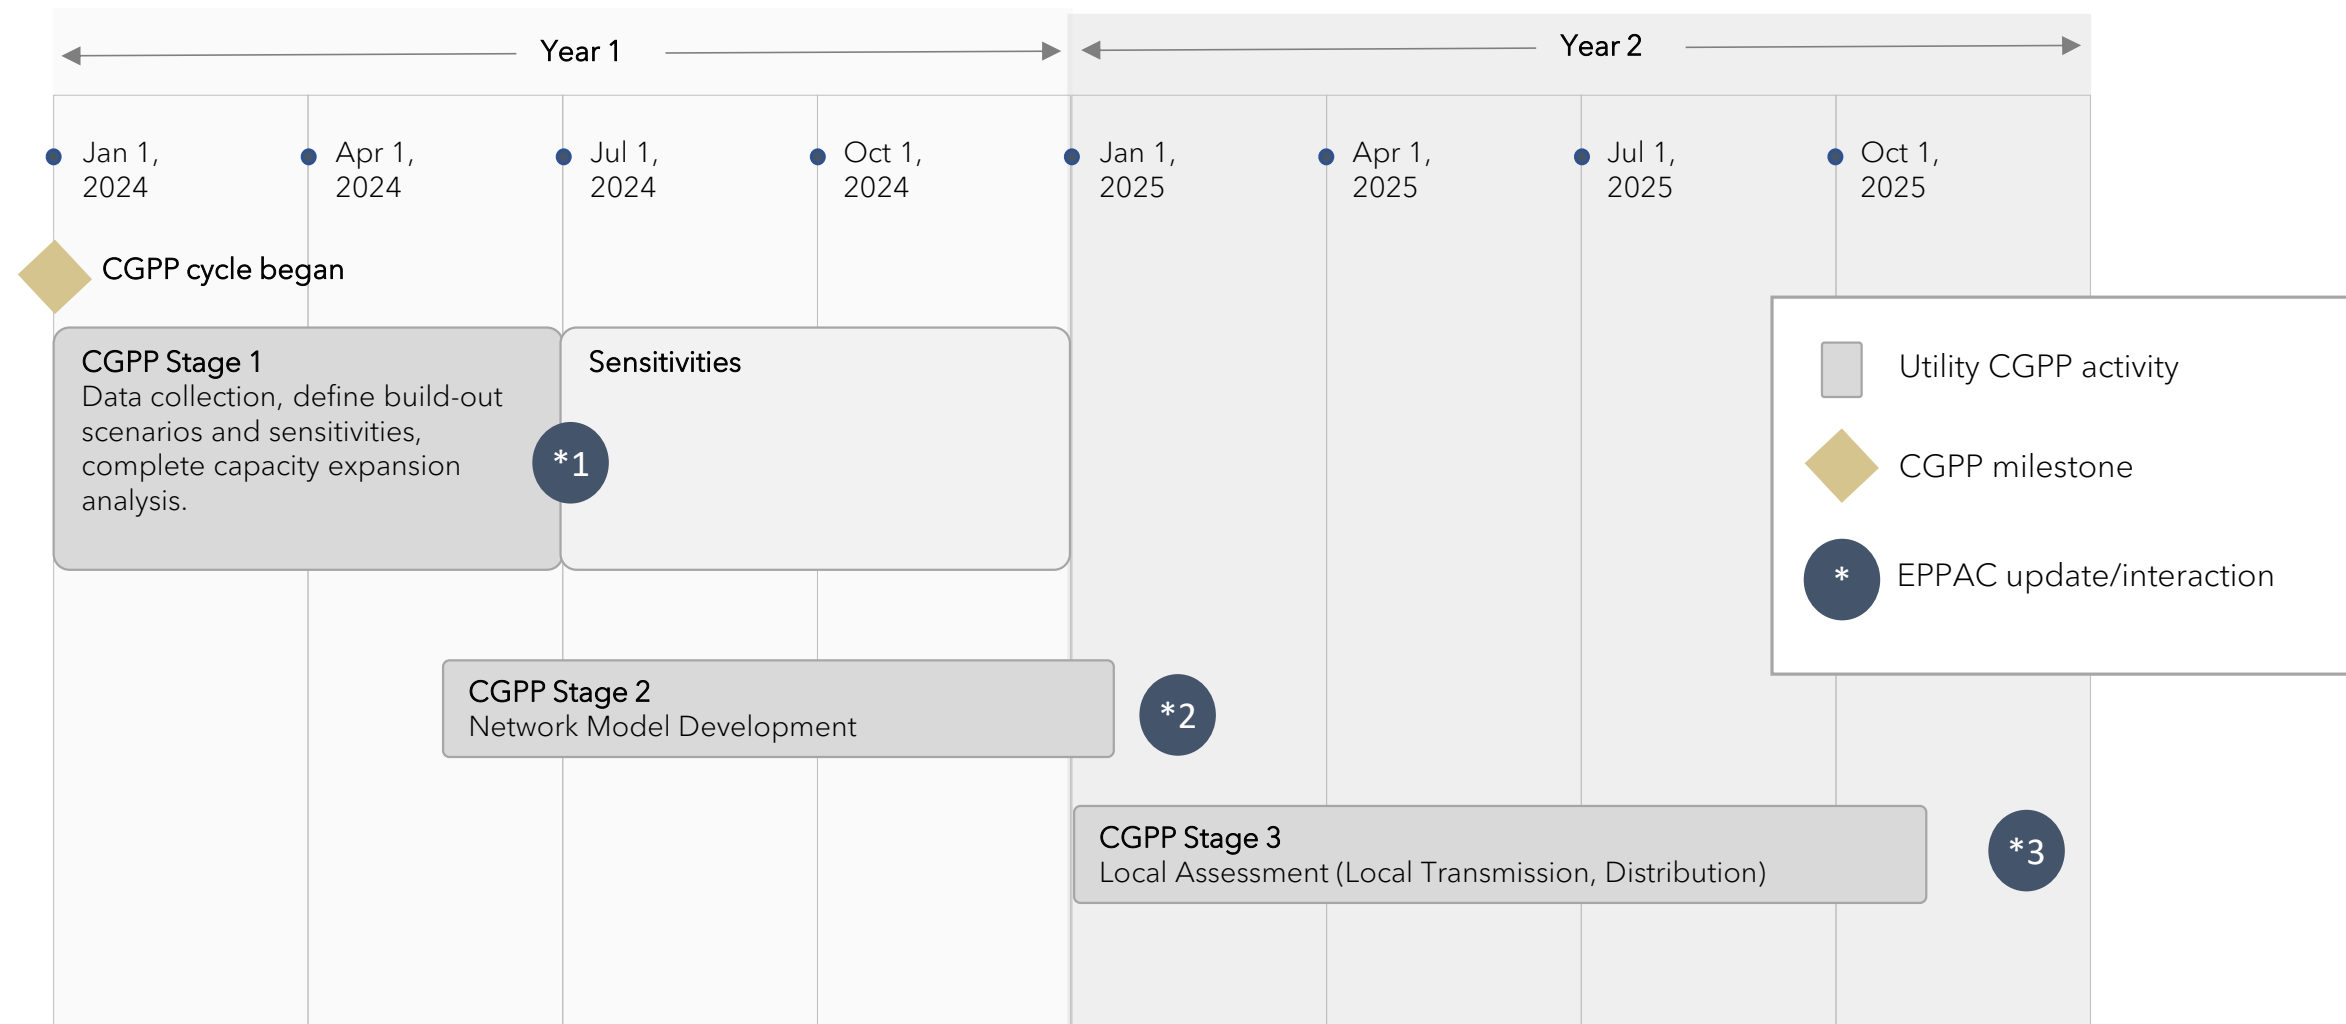 Year 1
Year 2
Jan 1,
2024
Apr 1,
2024
Jul 1,
2024
Oct 1,
2024
Jan 1,
2025
Apr 1,
2025
Jul 1,
2025
Oct 1,
2025
CGPP cycle began
CGPP Stage 1
Data collection, define build-out
scenarios and sensitivities,
complete capacity expansion
analysis.
*1
Sensitivities
Utility CGPP activity
CGPP milestone
*
EPPAC update/interaction
CGPP Stage 2
Network Model Development
*2
CGPP Stage 3
Local Assessment (Local Transmission, Distribution)
*3